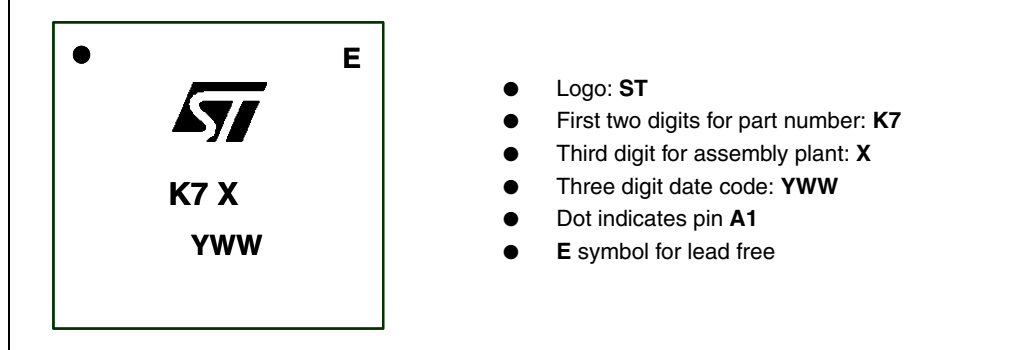 E
ST
K7 X
YWW
● Logo: ST
● First two digits for part number: K7
● Third digit for assembly plant: X
● Three digit date code: YWW
● Dot indicates pin A1
● E symbol for lead free